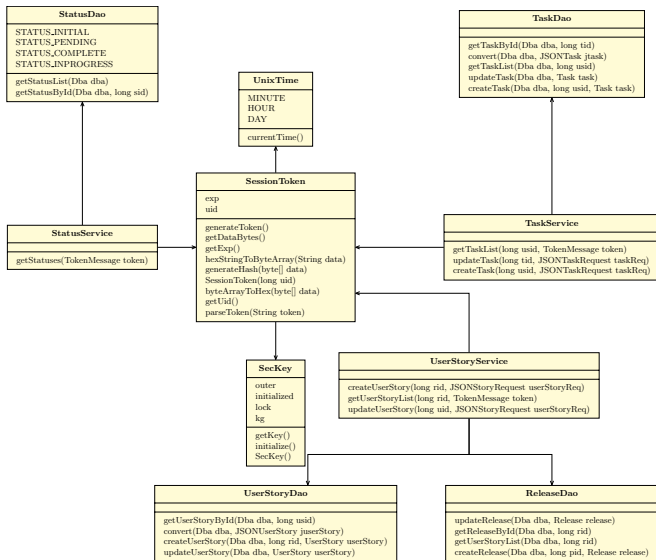 StatusDao
STATUS_INITIAL
STATUS_PENDING
STATUS_COMPLETE
STATUS_INPROGRESS
getStatusList(Dba dba)
getStatusById(Dba dba, long sid)
TaskDao
getTaskById(Dba dba, long tid)
convert(Dba dba, JSONTask jtask)
getTaskList(Dba dba, long usid)
updateTask(Dba dba, Task task)
createTask(Dba dba, long usid, Task task)
UnixTime
MINUTE
HOUR
DAY
currentTime()
SessionToken
exp
uid
generateToken()
getDataBytes()
getExp()
hexStringToByteArray(String data)
generateHash(byte[] data)
SessionToken(long uid)
byteArrayToHex(byte[] data)
getUid()
parseToken(String token)
StatusService
getStatuses(TokenMessage token)
TaskService
getTaskList(long usid, TokenMessage token)
updateTask(long tid, JSONTaskRequest taskReq)
createTask(long usid, JSONTaskRequest taskReq)
SecKey
outer
initialized
lock
kg
getKey()
initialize()
SecKey()
UserStoryService
createUserStory(long rid, JSONStoryRequest userStoryReq)
getUserStoryList(long rid, TokenMessage token)
updateUserStory(long uid, JSONStoryRequest userStoryReq)
UserStoryDao
getUserStoryById(Dba dba, long usid)
convert(Dba dba, JSONUserStory juserStory)
createUserStory(Dba dba, long rid, UserStory userStory)
updateUserStory(Dba dba, UserStory userStory)
ReleaseDao
updateRelease(Dba dba, Release release)
getReleaseById(Dba dba, long rid)
getUserStoryList(Dba dba, long rid)
createRelease(Dba dba, long pid, Release release)